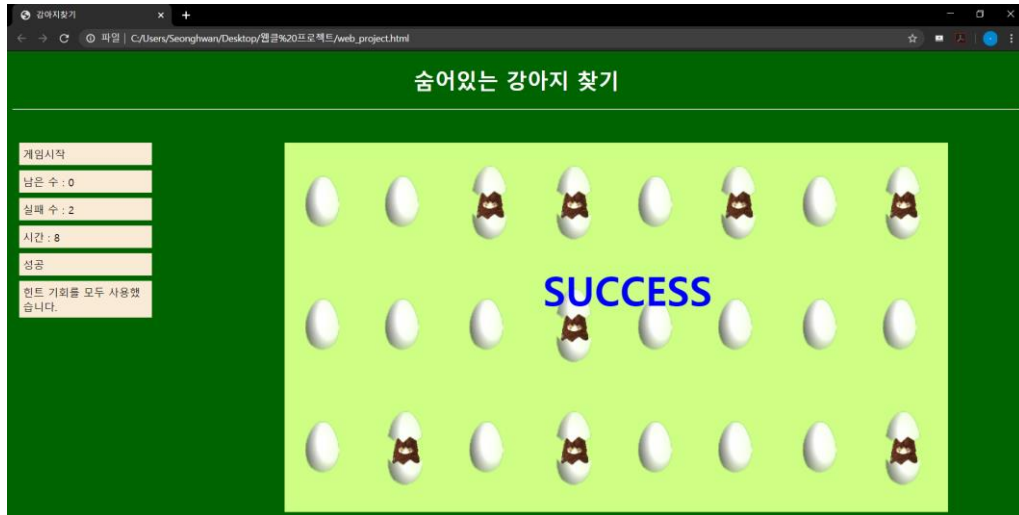 강아지찾기
파일 | C:/Users/Seonghwan/Desktop/웹클%20프로젝트/web_project.html
숨어있는 강아지 찾기
게임시작
남은 수 : 0
실패 수 : 2
시간 : 8
성공
힌트 기회를 모두 사용했
습니다.
SUCCESS